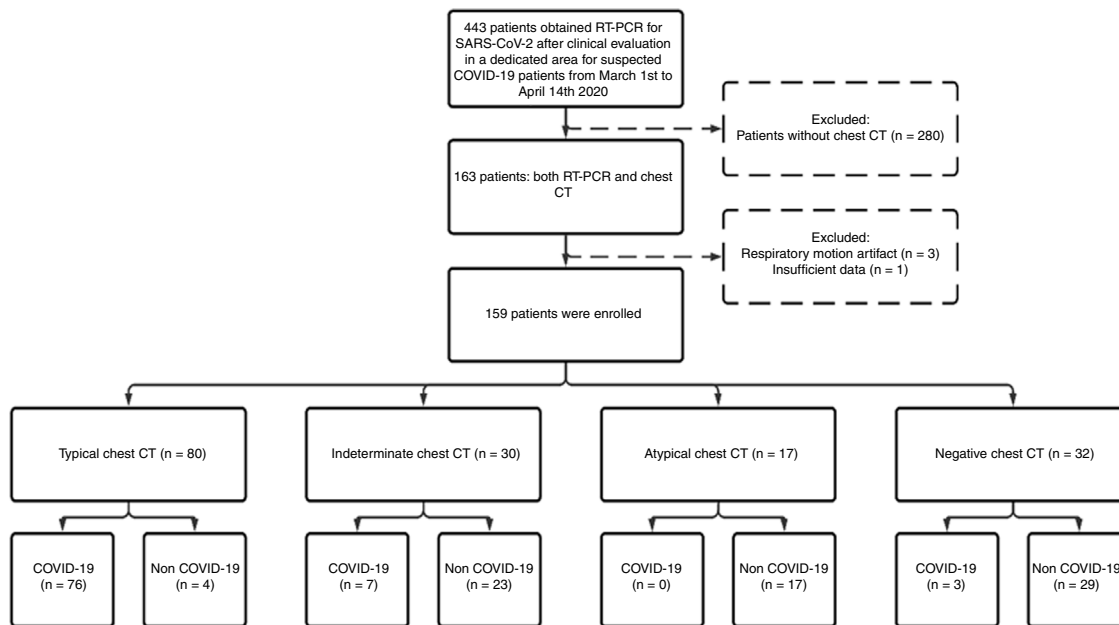 443 patients obtained RT-PCR for
SARS-CoV-2 after clinical evaluation
in a dedicated area for suspected
COVID-19 patients from March 1st to
April 14th 2020
Excluded:
Patients without chest CT (n = 280)
163 patients: both RT-PCR and chest
CT
Excluded:
Respiratory motion artifact (n = 3)
Insufficient data (n = 1)
159 patients were enrolled
Typical chest CT (n = 80)
Indeterminate chest CT (n = 30)
Atypical chest CT (n = 17)
Negative chest CT (n = 32)
COVID-19
(n = 76)
Non COVID-19
(n = 4)
COVID-19
(n = 7)
Non COVID-19
(n = 23)
COVID-19
(n = 0)
Non COVID-19
(n = 17)
COVID-19
(n = 3)
Non COVID-19
(n = 29)